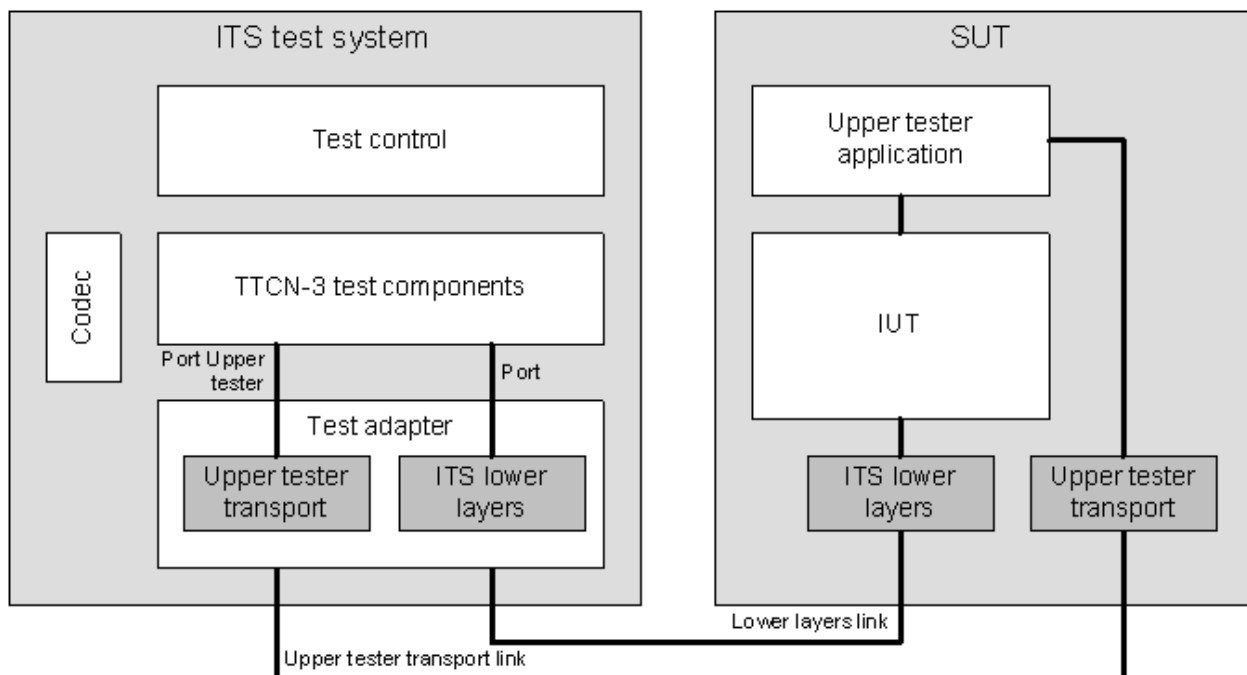 ITS test system
Test control
Codec
TTCN-3 test components
Port Upper
tester
Port
Test adapter
Upper tester
transport
ITS lower
layers
SUT
Upper tester
application
IUT
ITS lower
layers
Upper tester
transport
Lower layers link
Upper tester transport link